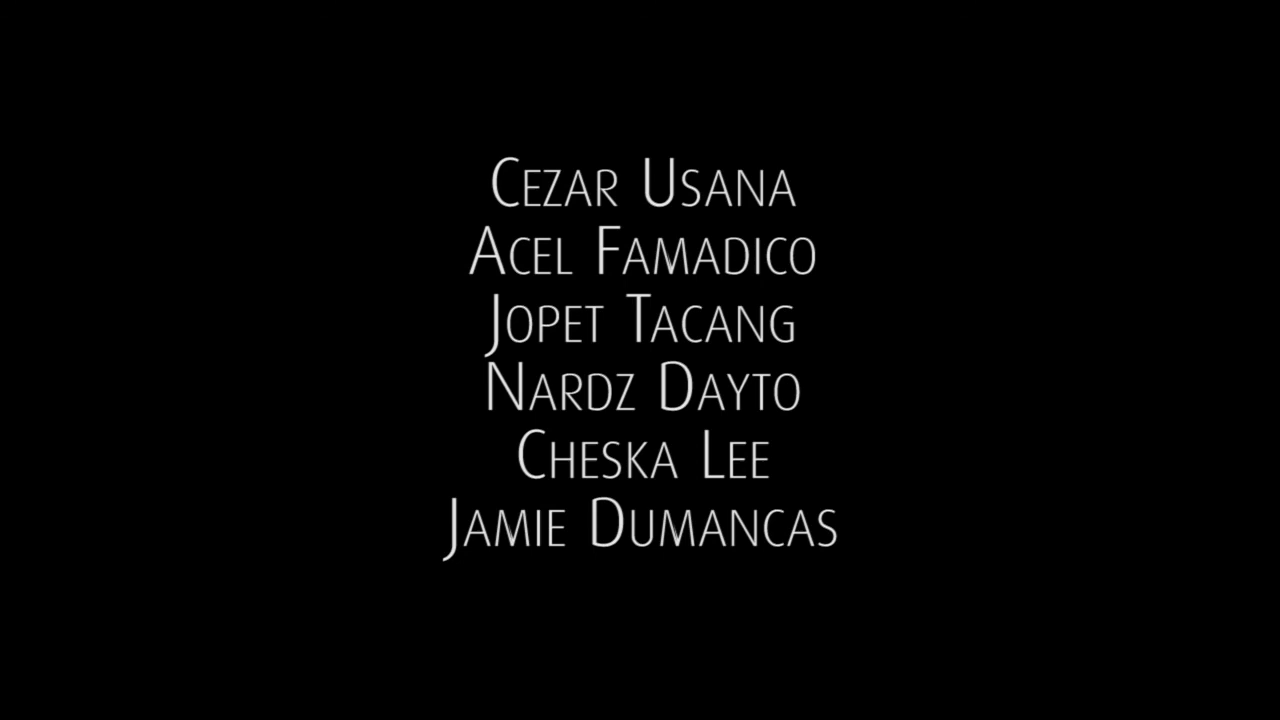 Cezar Usana
Acel Famadico
Jopet Tacang
Nardz Dayto
Cheska Lee
Jamie Dumancas